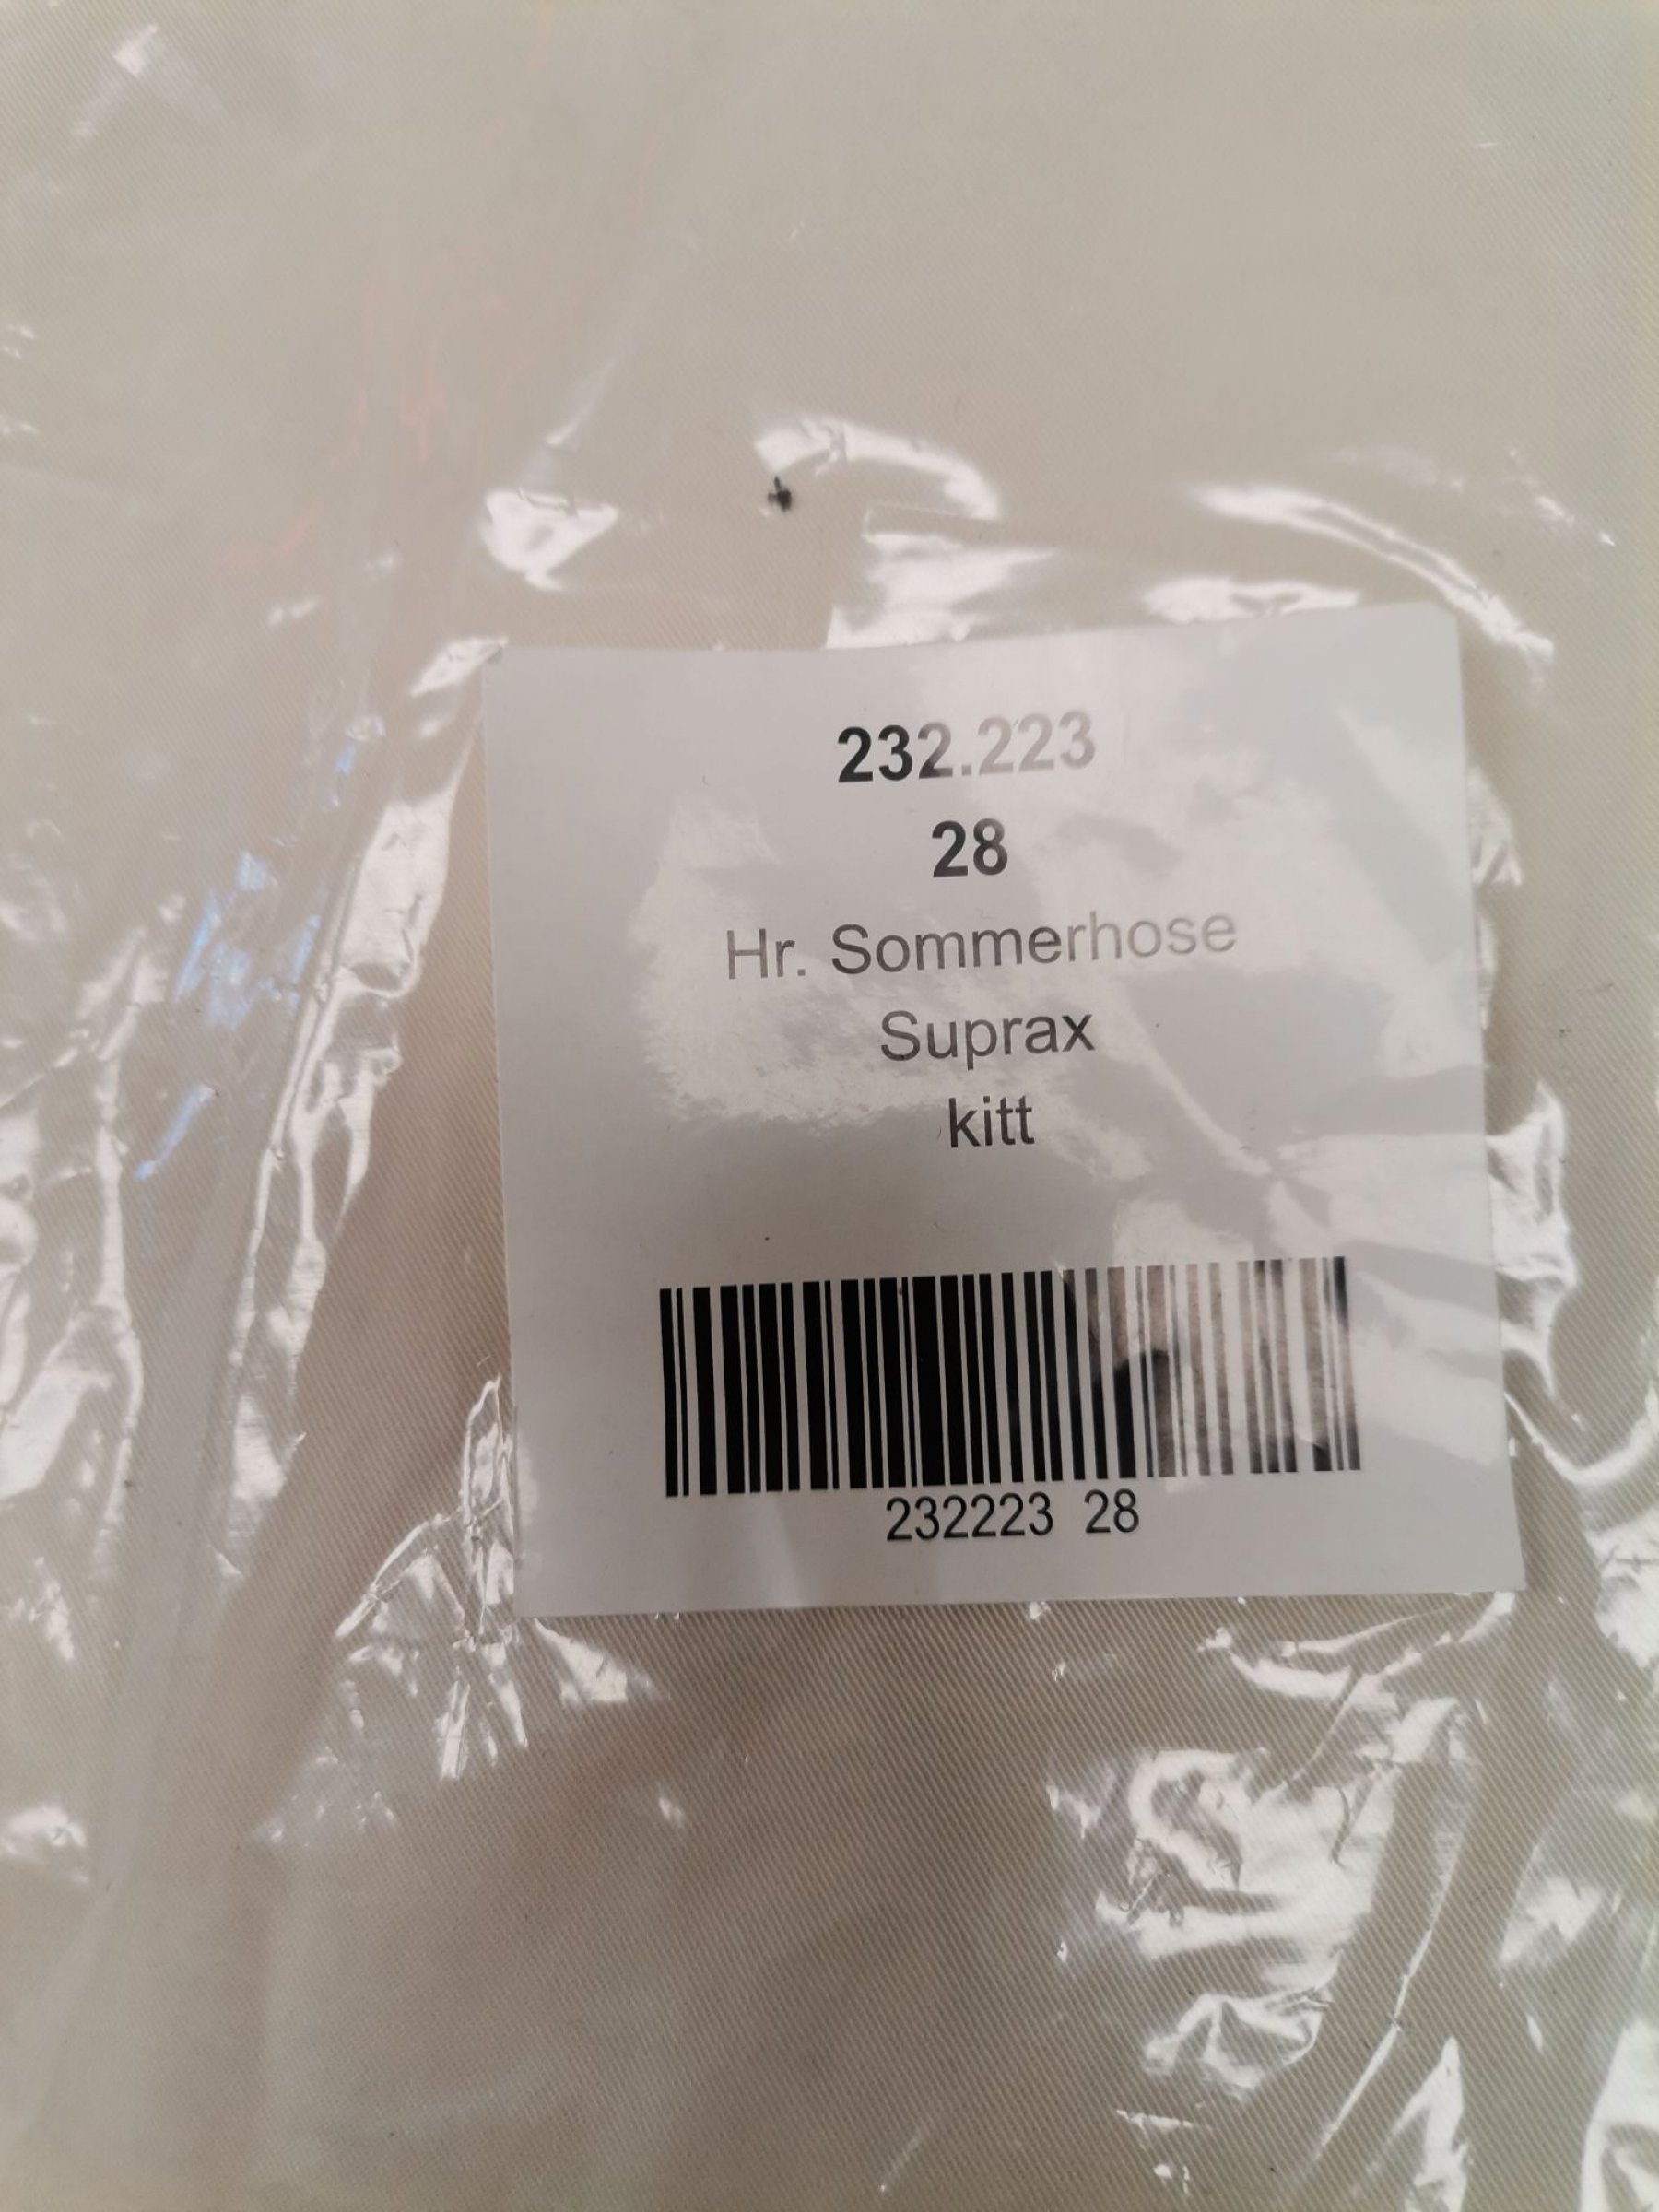 232.223
28
Hr. Sommerhose
Suprax
kitt
232223 28